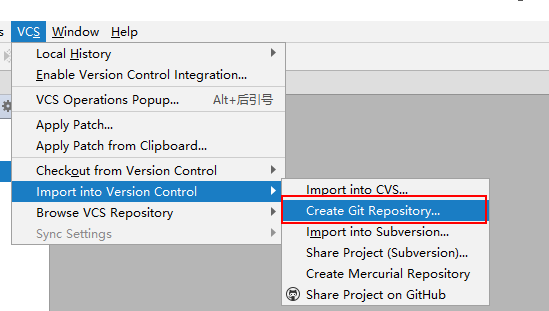 VCS Window Help
Local History
Enable Version Control Integration...
VCS Operations Popup... Alt+后引号
Apply Patch...
Apply Patch from Clipboard...
Checkout from Version Control
Import into Version Control
Browse VCS Repository
Sync Settings
Import into CVS...
Create Git Repository...
Import into Subversion...
Share Project (Subversion)...
Create Mercurial Repository
Share Project on GitHub